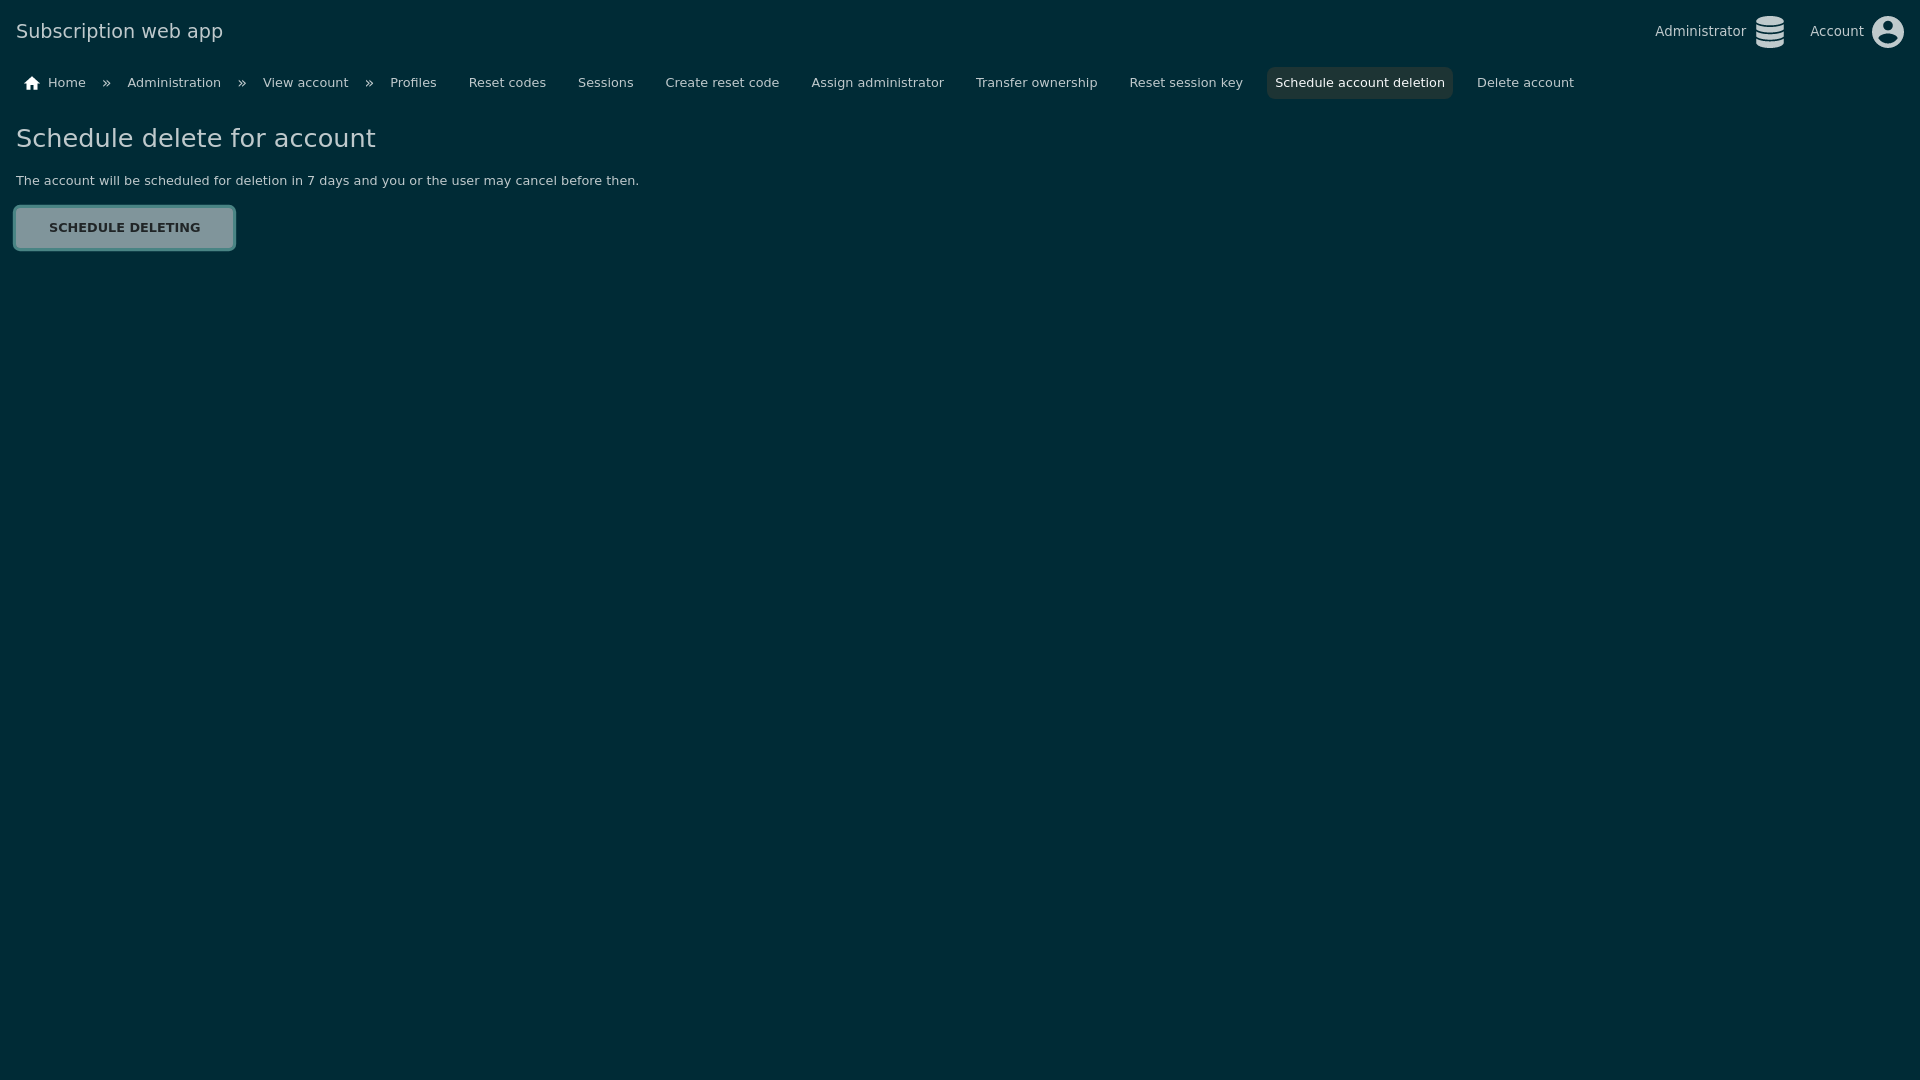 Subscription web app
Administrator
Account
Home » Administration » View account » Profiles Reset codes Sessions Create reset code Assign administrator Transfer ownership Reset session key Schedule account deletion Delete account
Schedule delete for account
The account will be scheduled for deletion in 7 days and you or the user may cancel before then.
SCHEDULE DELETING